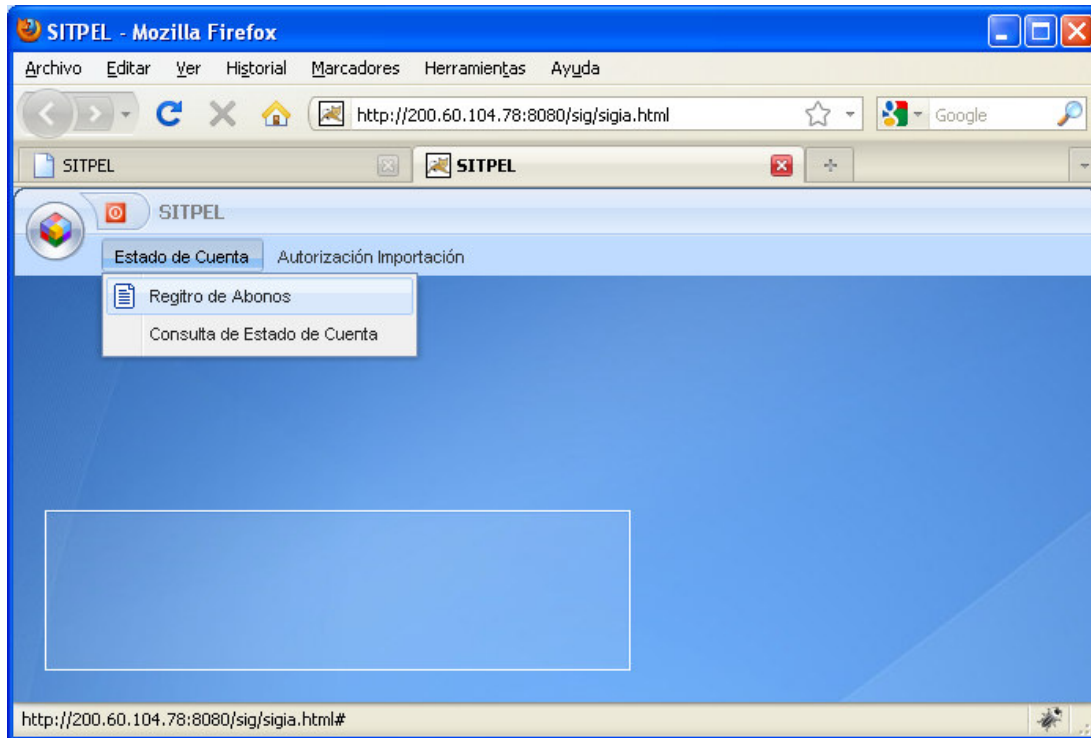 SITPEL - Mozilla Firefox
Archivo Editar Ver Historial Marcadores Herramientas Ayuda
http://200.60.104.78:8080/sig/sigia.html Google
SITPEL SITPEL
SITPEL
Estado de Cuenta Autorización Importación
Regitro de Abonos
Consulta de Estado de Cuenta
http://200.60.104.78:8080/sig/sigia.html#